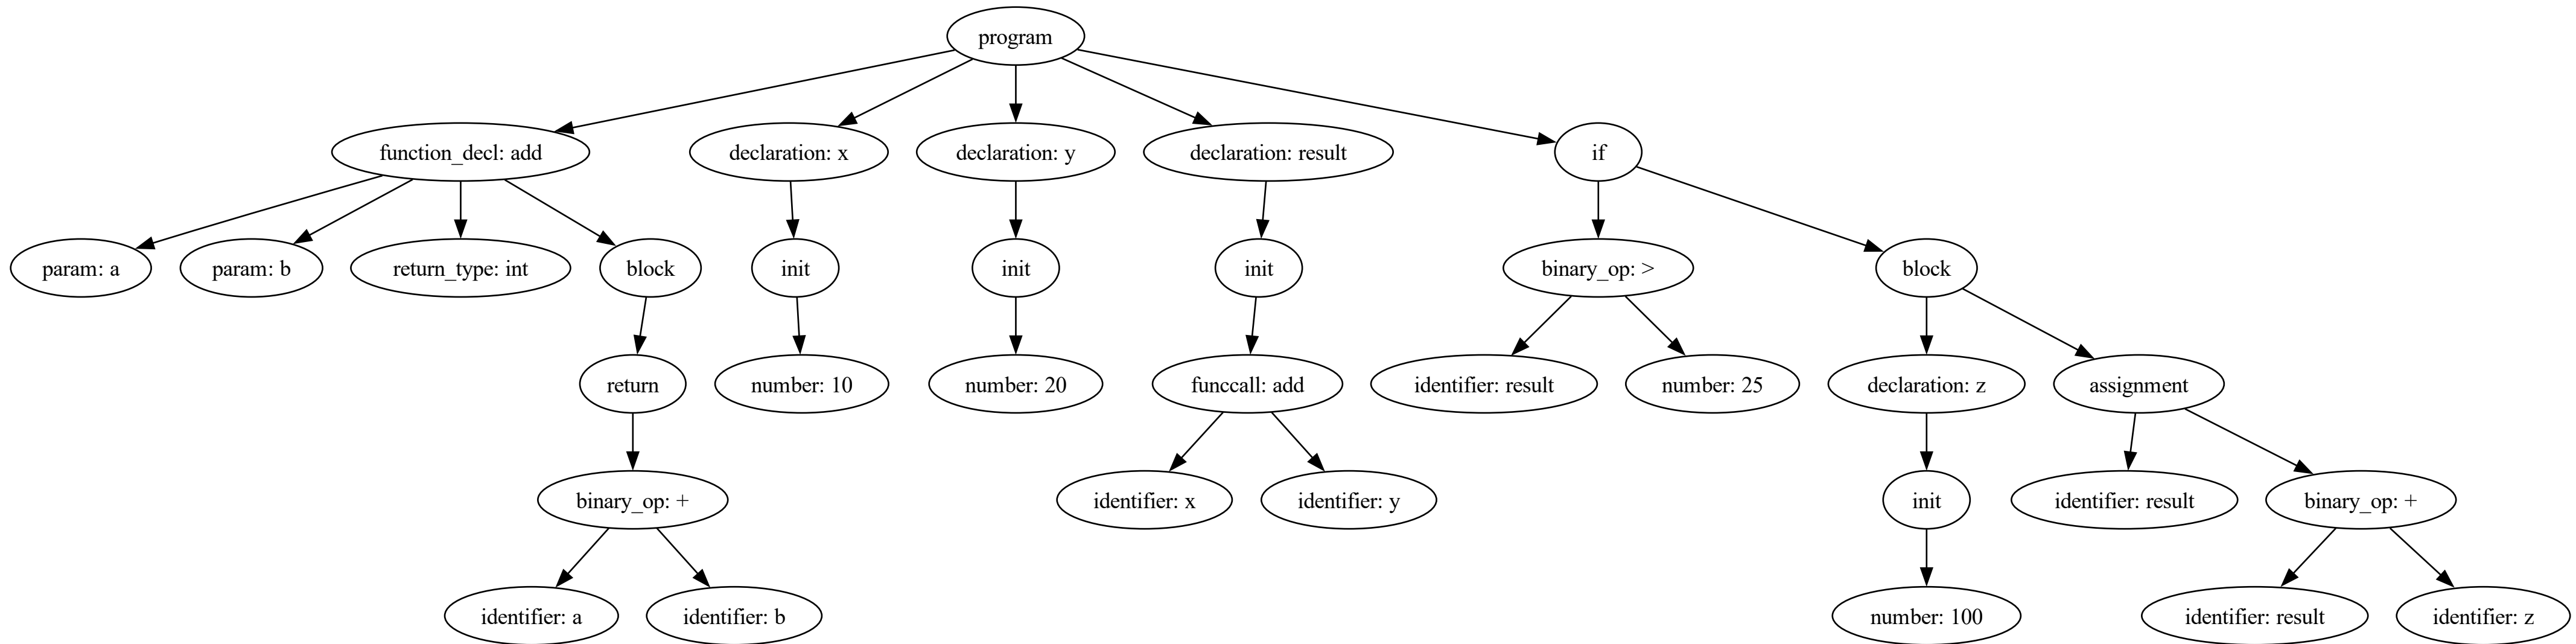 program
function_decl: add
declaration: x
declaration: y
declaration: result
if
param: a
param: b
return_type: int
block
init
init
init
binary_op: >
block
return
number: 10
number: 20
funccall: add
identifier: result
number: 25
declaration: z
assignment
binary_op: +
identifier: x
identifier: y
init
identifier: result
binary_op: +
identifier: a
identifier: b
number: 100
identifier: result
identifier: z